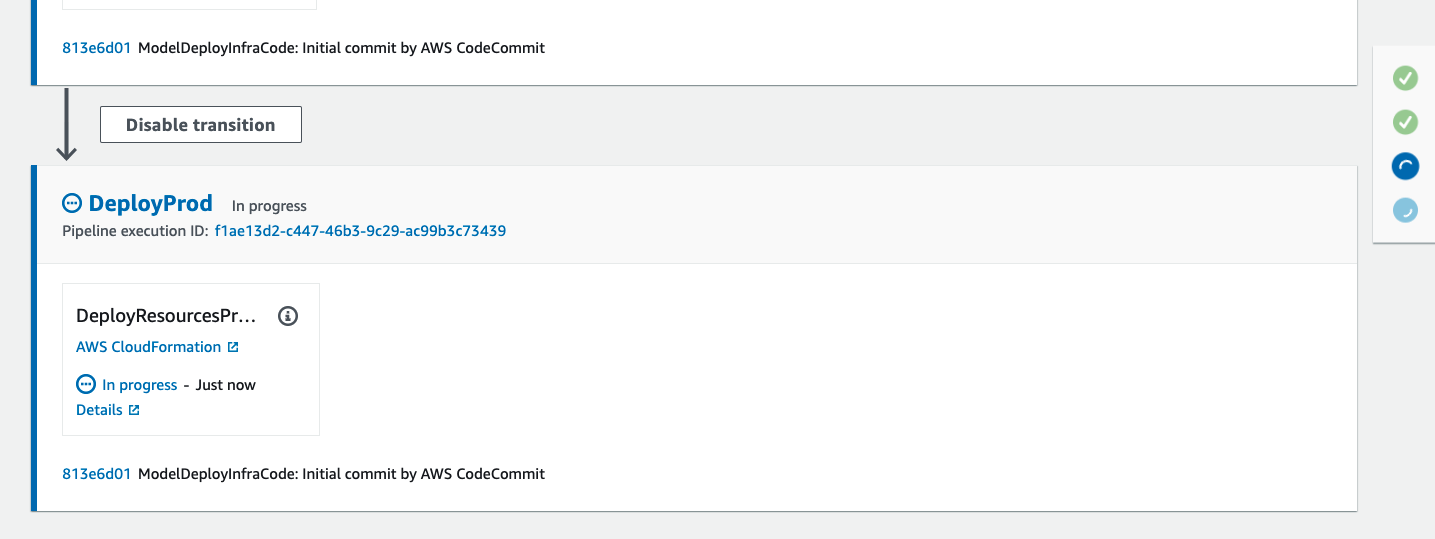 813e6d01 ModelDeployInfraCode: Initial commit by AWS CodeCommit
Disable transition
DeployProd In progress
Pipeline execution ID: f1ae13d2-c447-46b3-9c29-ac99b3c73439
DeployResourcesPr...
AWS CloudFormation
In progress - Just now
Details
813e6d01 ModelDeployInfraCode: Initial commit by AWS CodeCommit